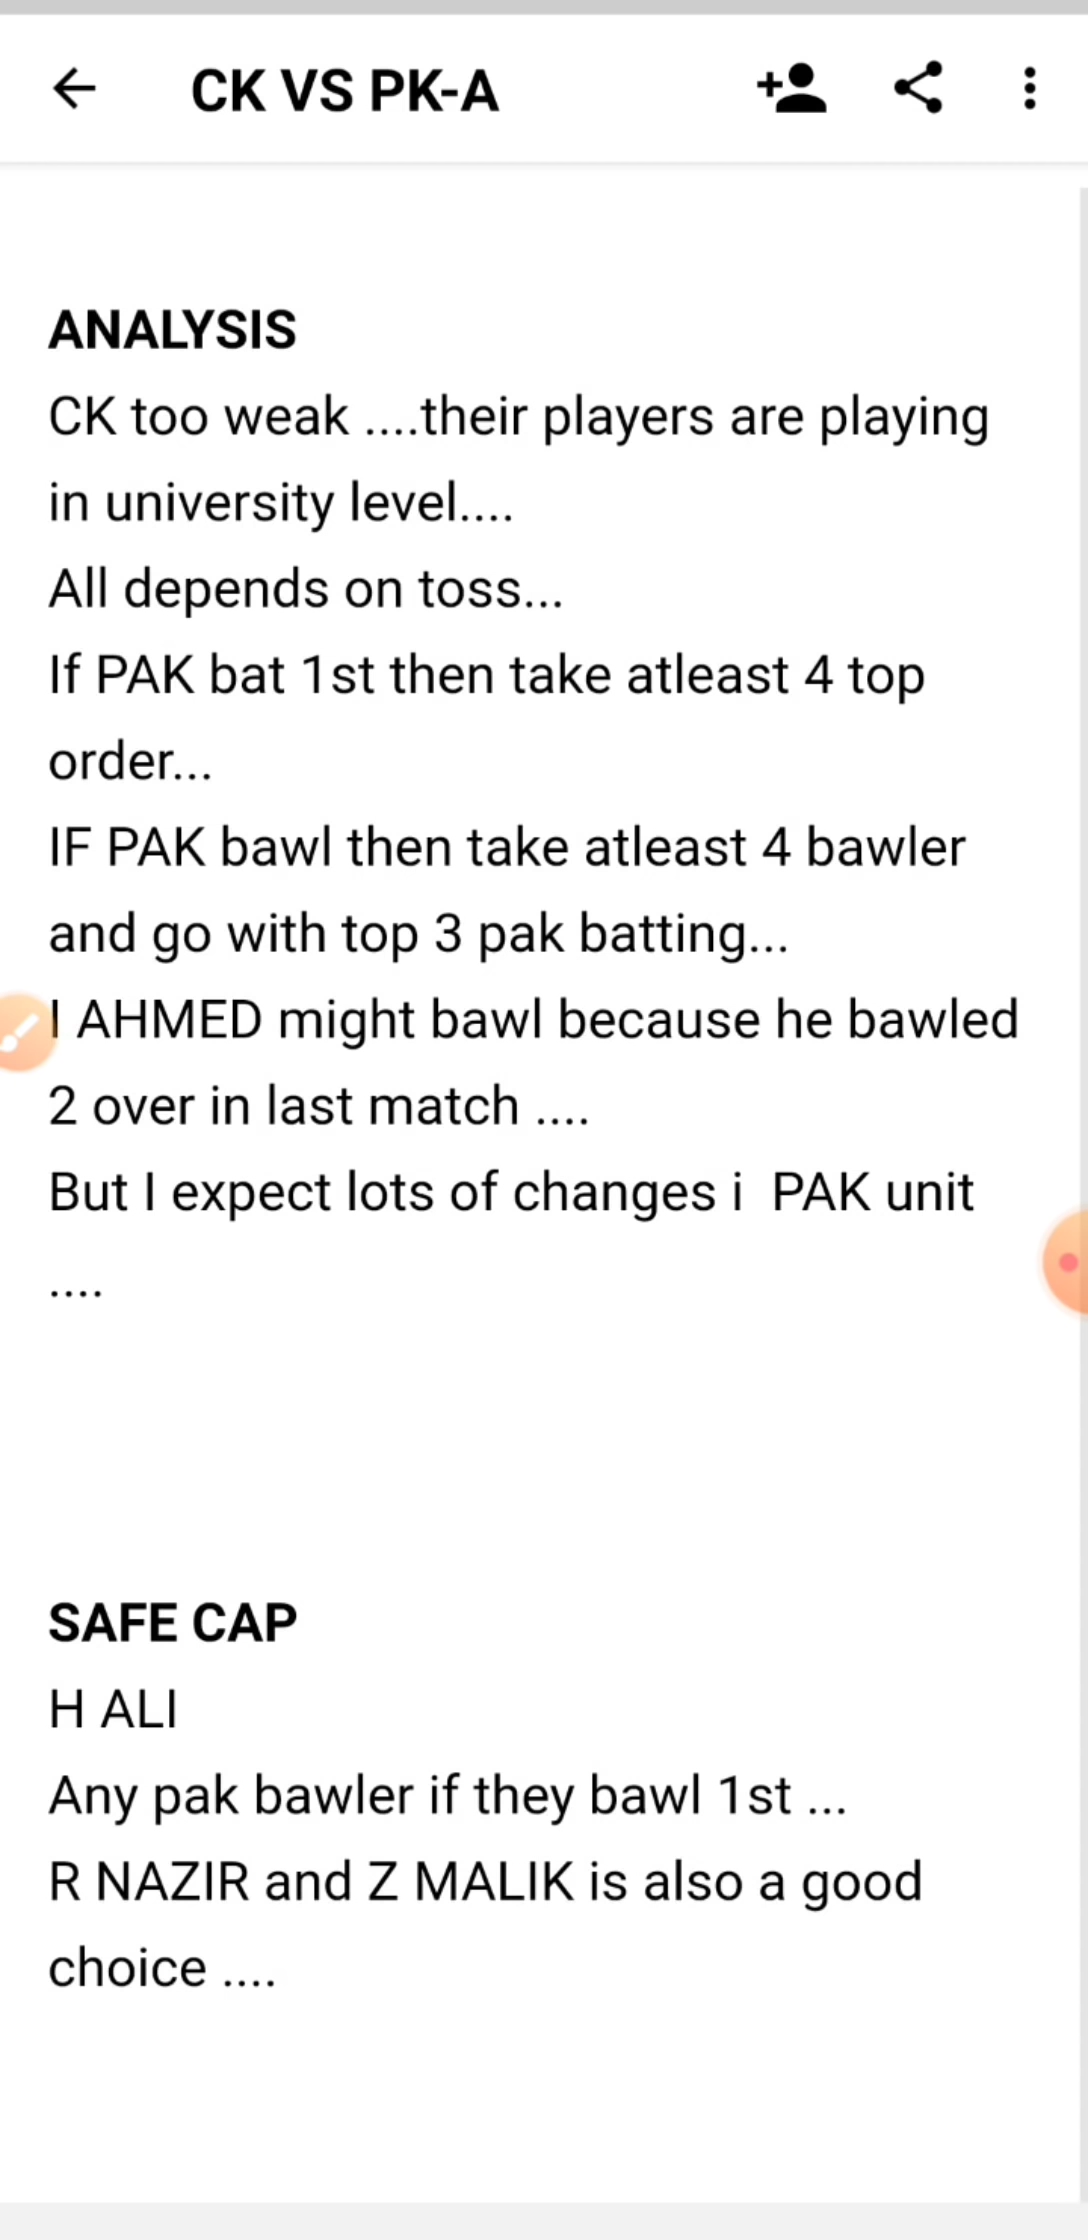 CK VS PK-A
ANALYSIS
CK too weak ....their players are playing
in university level....
All depends on toss...
If PAK bat 1st then take atleast 4 top
order...
IF PAK bawl then take atleast 4 bawler
and go with top 3 pak batting...
I AHMED might bawl because he bawled
2 over in last match ....
But I expect lots of changes i  PAK unit
....
SAFE CAP
H ALI
Any pak bawler if they bawl 1st ...
R NAZIR and Z MALIK is also a good
choice ....